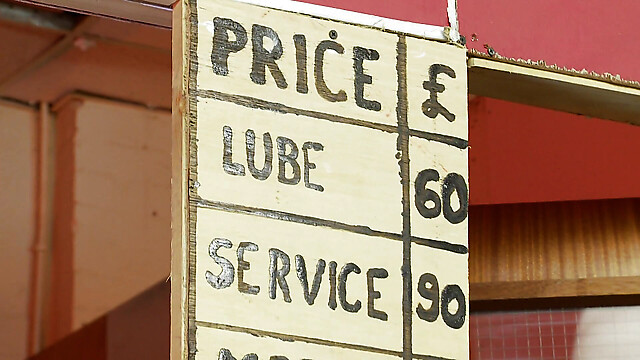 PRICE £
LUBE 60
SERVICE 90